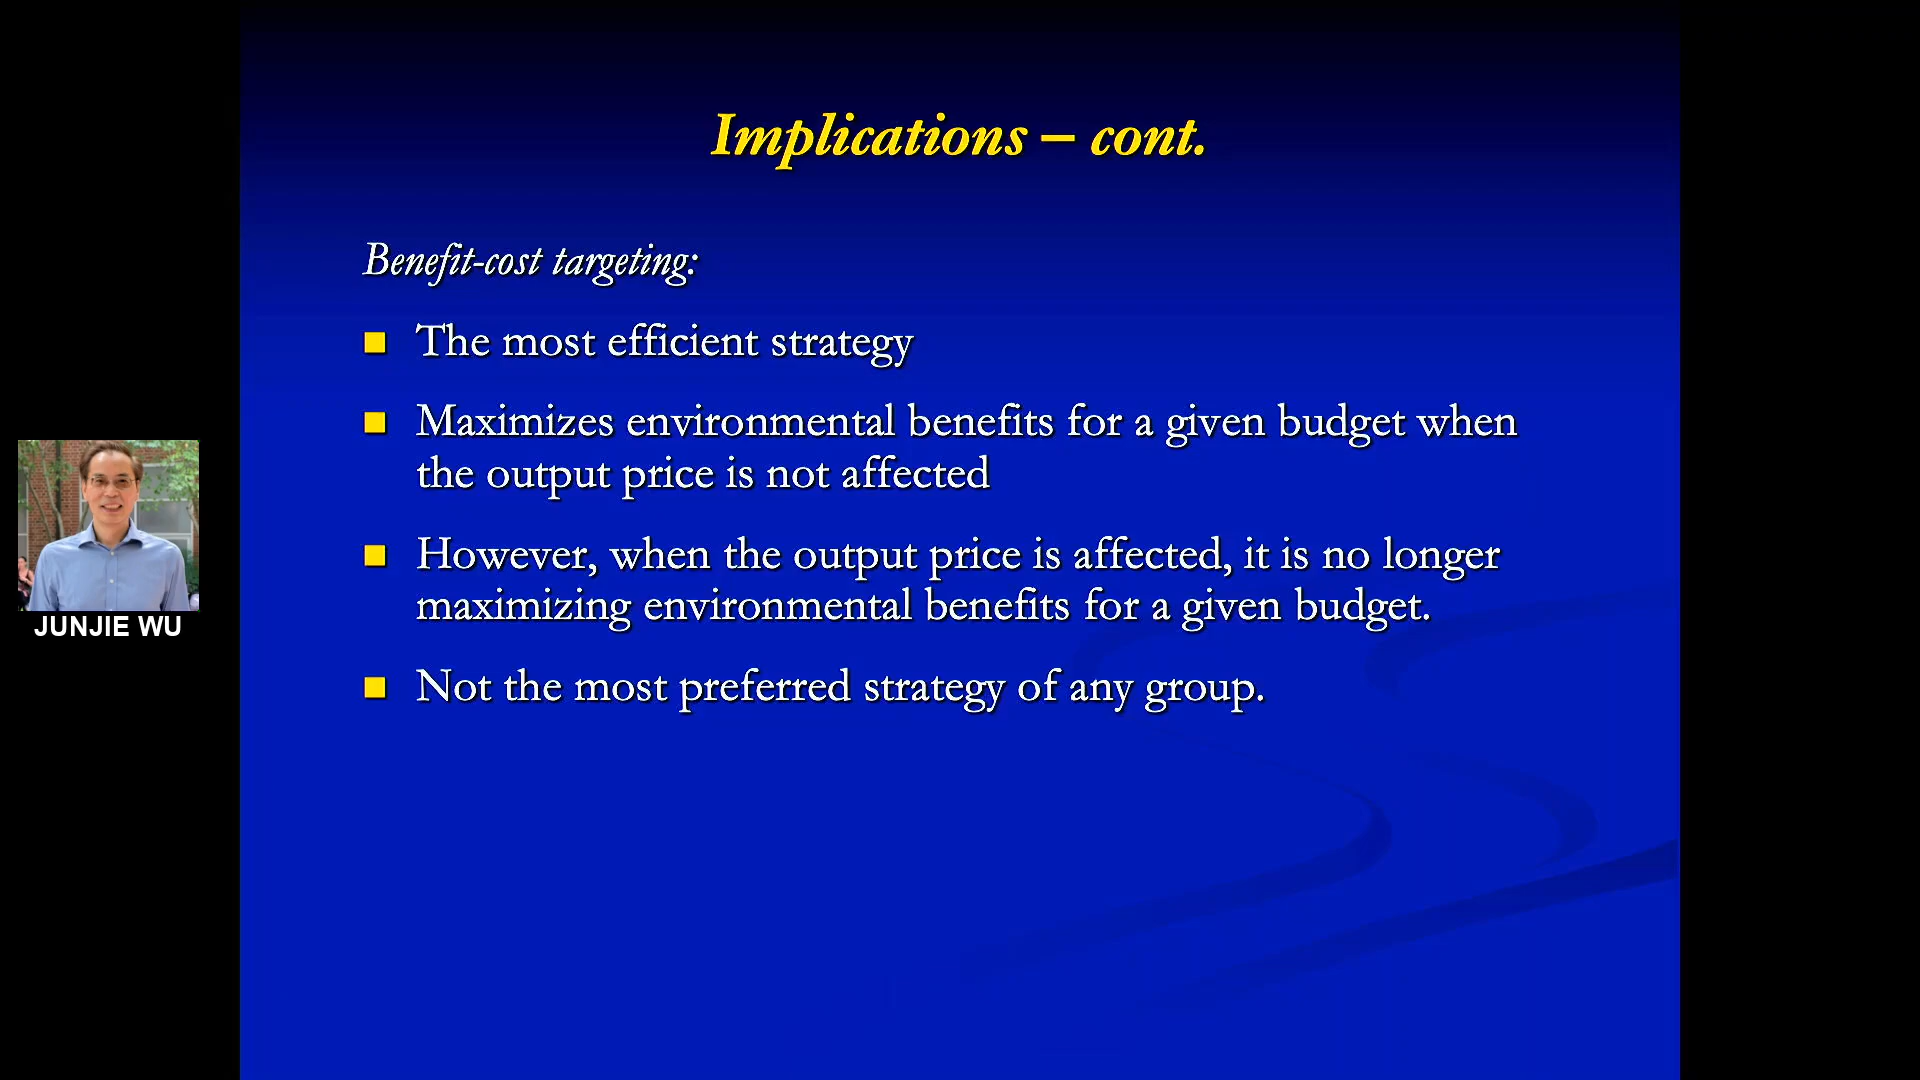 Implications – cont.
Benefit-cost targeting:
The most efficient strategy
Maximizes environmental benefits for a given budget when
the output price is not affected
However, when the output price is affected, it is no longer
maximizing environmental benefits for a given budget.
Not the most preferred strategy of any group.
JUNJIE WU